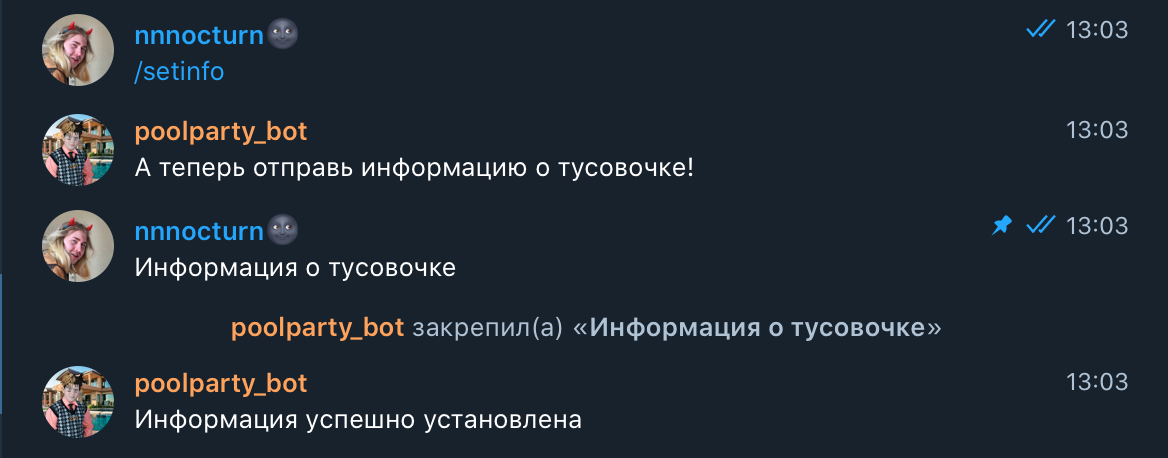 nnnocturn🌚 13:03
/setinfo
poolparty_bot 13:03
А теперь отправь информацию о тусовочке!
nnnocturn🌚 13:03
Информация о тусовочке
poolparty_bot закрепил(а) «Информация о тусовочке»
poolparty_bot 13:03
Информация успешно установлена